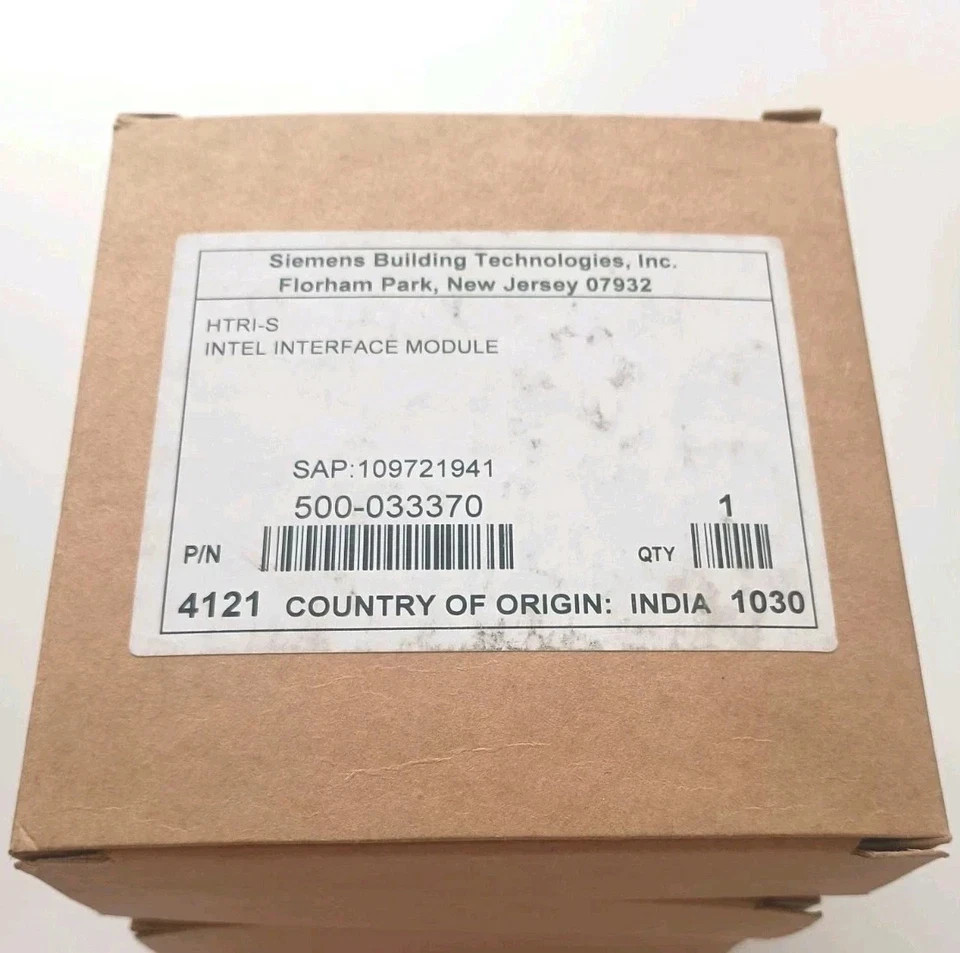 Siemens Building Technologies, Inc.
Florham Park, New Jersey 07932
HTRI-S
INTEL INTERFACE MODULE
SAP:109721941
500-033370
1
P/N
QTY
4121 COUNTRY OF ORIGIN: INDIA 1030